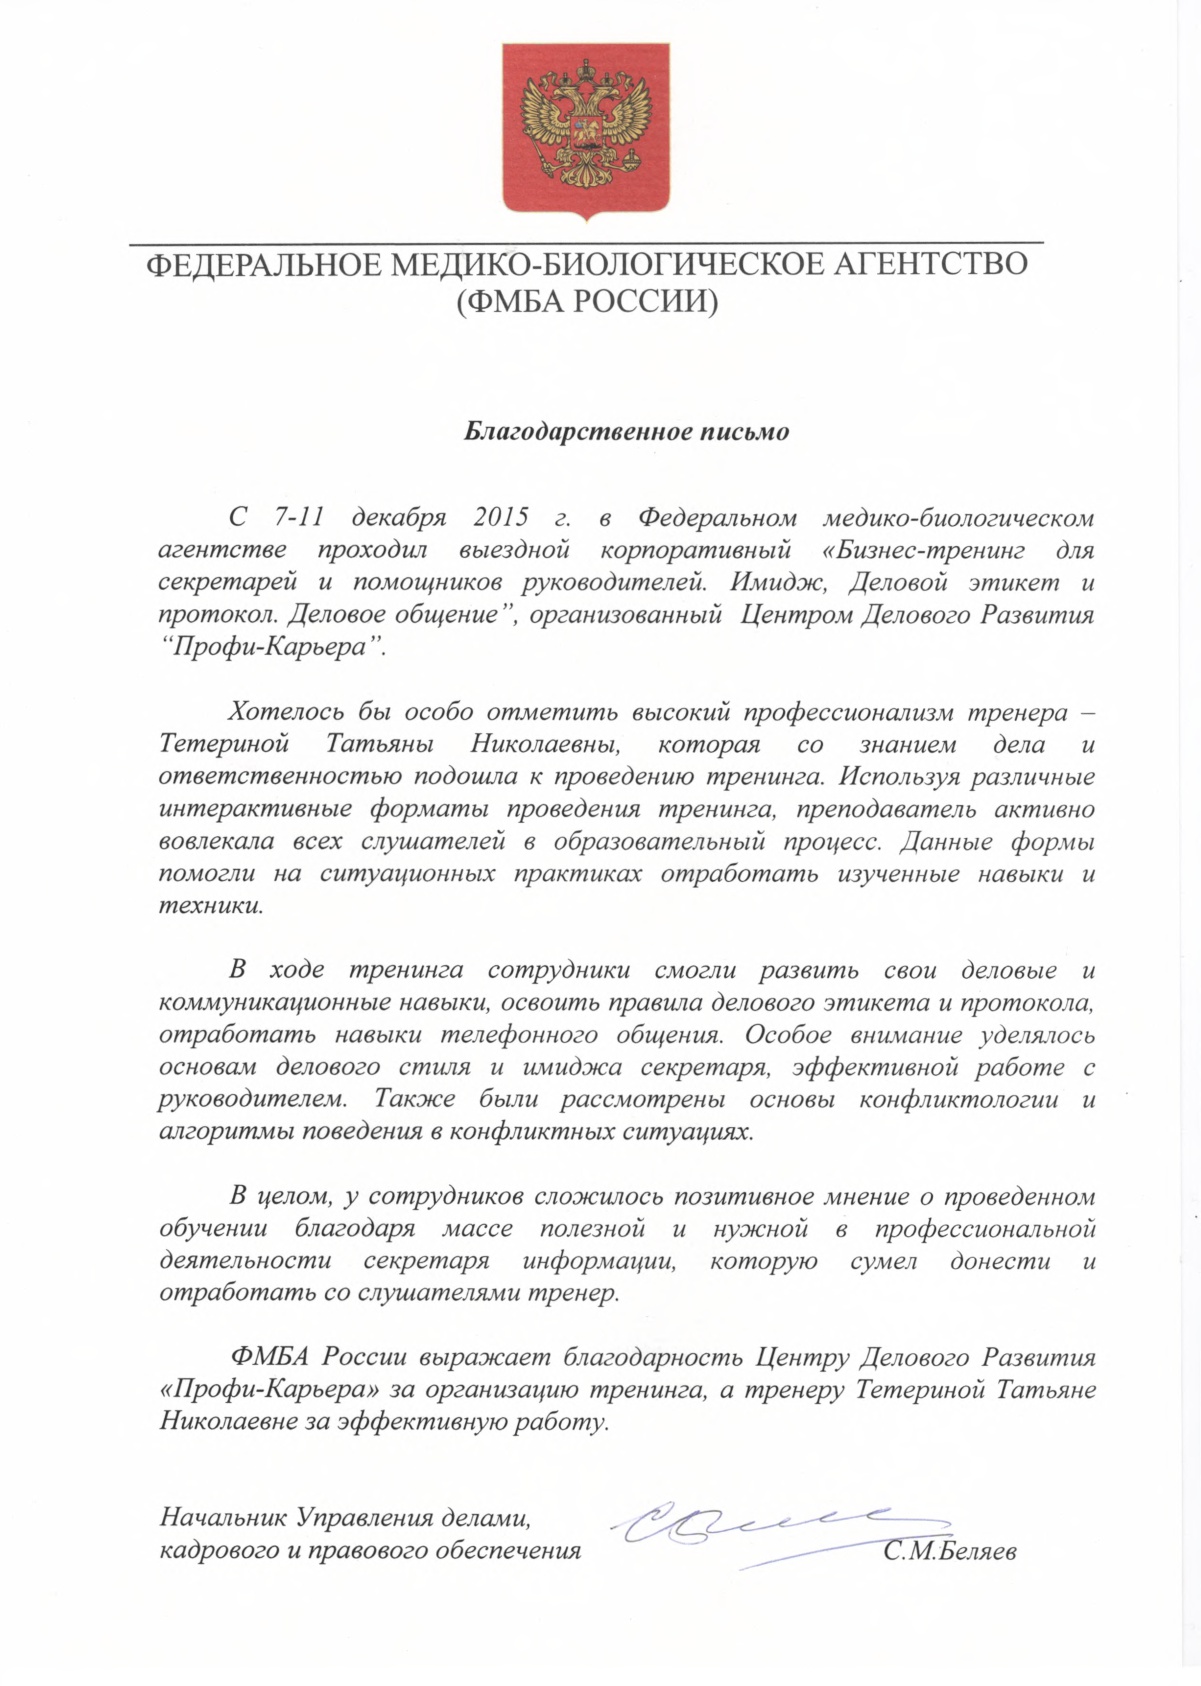 ФЕДЕРАЛЬНОЕ МЕДИКО-БИОЛОГИЧЕСКОЕ АГЕНТСТВО
(ФМБА РОССИИ)
Благодарственное письмо
С 7-11 декабря 2015 г. в Федеральном медико-биологическом
агентстве проходил выездной корпоративный «Бизнес-тренинг для
секретарей и помощников руководителей. Имидж, Деловой этикет и
протокол. Деловое общение”, организованный Центром Делового Развития
“Профи-Карьера”.
Хотелось бы особо отметить высокий профессионализм тренера –
Тетериной Татьяны Николаевны, которая со знанием дела и
ответственностью подошла к проведению тренинга. Используя различные
интерактивные форматы проведения тренинга, преподаватель активно
вовлекала всех слушателей в образовательный процесс. Данные формы
помогли на ситуационных практиках отработать изученные навыки и
техники.
В ходе тренинга сотрудники смогли развить свои деловые и
коммуникационные навыки, освоить правила делового этикета и протокола,
отработать навыки телефонного общения. Особое внимание уделялось
основам делового стиля и имиджа секретаря, эффективной работе с
руководителем. Также были рассмотрены основы конфликтологии и
алгоритмы поведения в конфликтных ситуациях.
В целом, у сотрудников сложилось позитивное мнение о проведенном
обучении благодаря массе полезной и нужной в профессиональной
деятельности секретаря информации, которую сумел донести и
отработать со слушателями тренер.
ФМБА России выражает благодарность Центру Делового Развития
«Профи-Карьера» за организацию тренинга, а тренеру Тетериной Татьяне
Николаевне за эффективную работу.
Начальник Управления делами,
кадрового и правового обеспечения С.М.Беляев